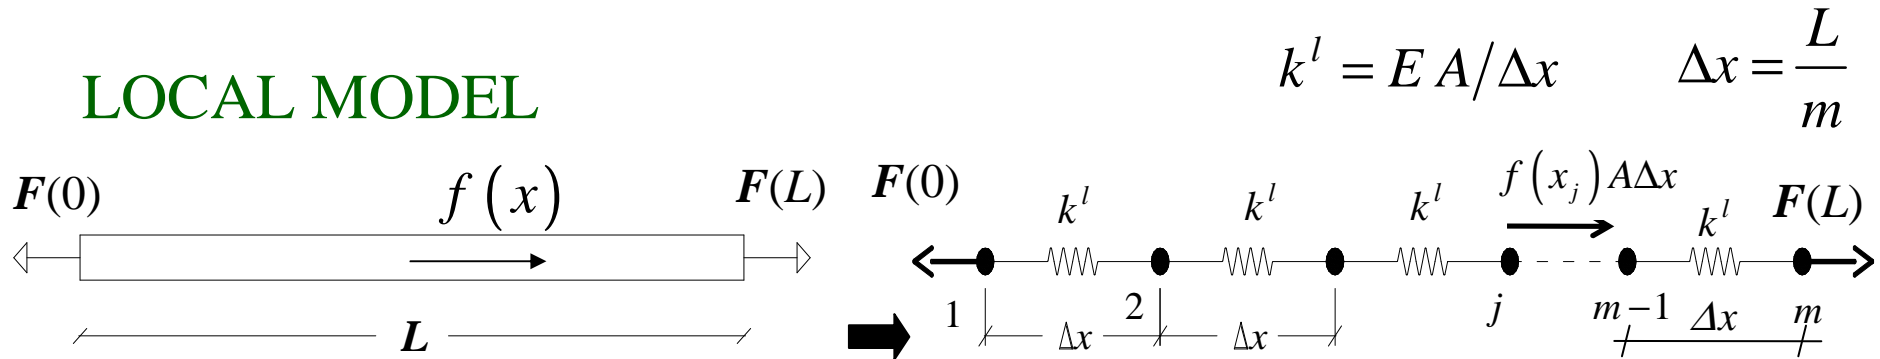 LOCAL MODEL
k^l = E A/Δx
Δx = L/m
F(0)
f(x)
F(L)
L
F(0)
k^l
k^l
k^l
f(x_j)AΔx
k^l
F(L)
1
Δx
2
Δx
j
m−1
Δx
m